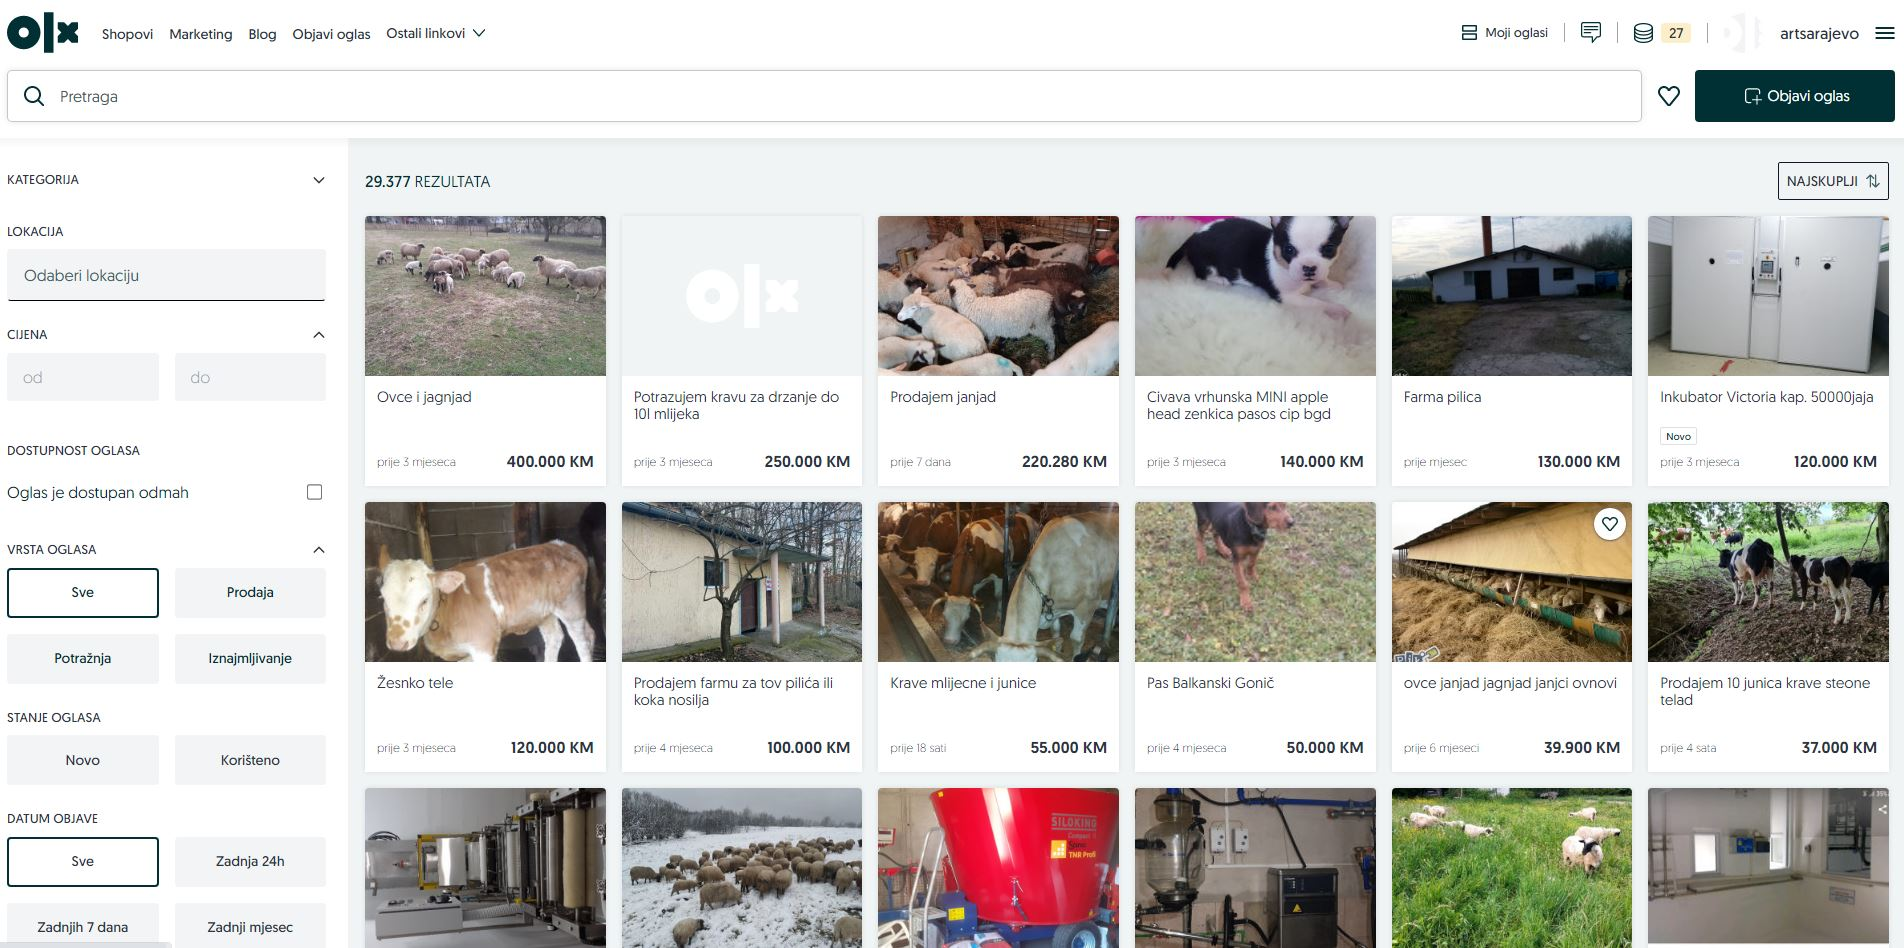 olx
Shopovi
Marketing
Blog
Objavi oglas
Ostali linkovi
Moji oglasi
27
artsarajevo
Pretraga
Objavi oglas
KATEGORIJA
LOKACIJA
Odaberi lokaciju
CIJENA
od
do
DOSTUPNOST OGLASA
Oglas je dostupan odmah
VRSTA OGLASA
Sve
Prodaja
Potražnja
Iznajmljivanje
STANJE OGLASA
Novo
Korišteno
DATUM OBJAVE
Sve
Zadnja 24h
Zadnjih 7 dana
Zadnji mjesec
29.377 REZULTATA
NAJSKUPLJI
Ovce i jagnjad
prije 3 mjeseca
400.000 KM
olx
Potrazujem kravu za drzanje do
10l mlijeka
prije 3 mjeseca
250.000 KM
Prodajem janjad
prije 7 dana
220.280 KM
Civava vrhunska MINI apple
head zenkica pasos cip bgd
prije 3 mjeseca
140.000 KM
Farma pilica
prije mjesec
130.000 KM
Inkubator Victoria kap. 50000jaja
Novo
prije 3 mjeseca
120.000 KM
Žesnko tele
prije 3 mjeseca
120.000 KM
Prodajem farmu za tov pilića ili
koka nosilja
prije 4 mjeseca
100.000 KM
Krave mlijecne i junice
prije 18 sati
55.000 KM
Pas Balkanski Gonič
prije 4 mjeseca
50.000 KM
ovce janjad jagnjad janjci ovnovi
prije 6 mjeseci
39.900 KM
Prodajem 10 junica krave steone
telad
prije 4 sata
37.000 KM
SILOKING
Compact
TNR Profi